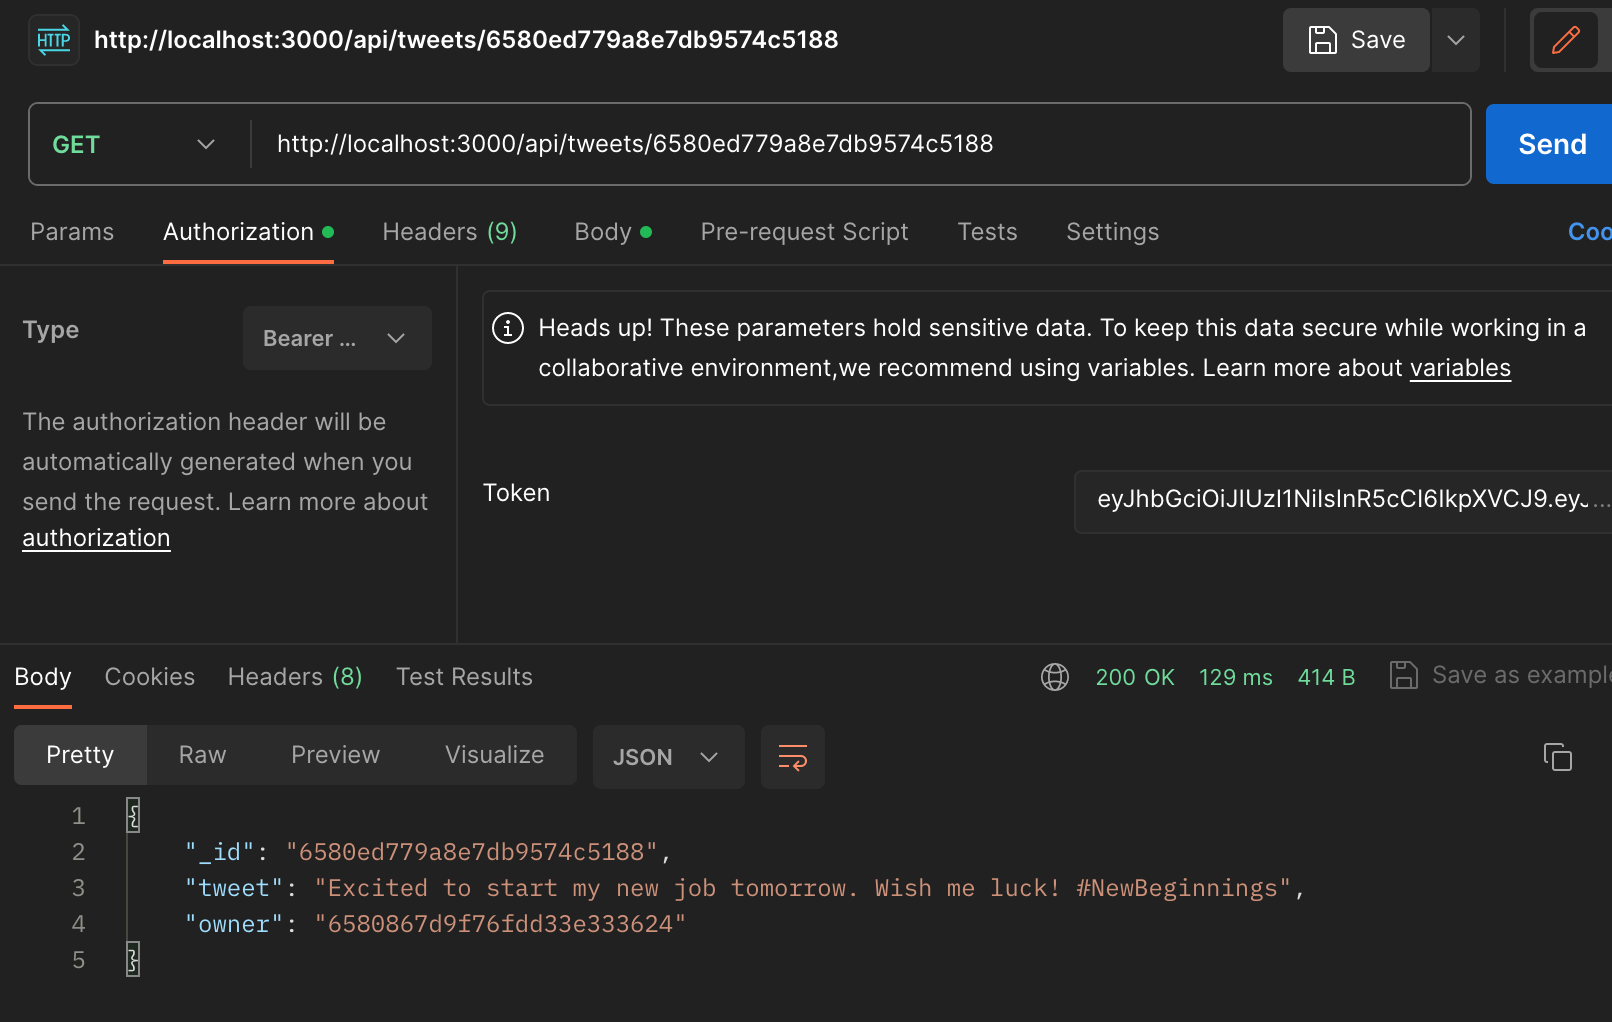 HTTP http://localhost:3000/api/tweets/6580ed779a8e7db9574c5188 Save
GET http://localhost:3000/api/tweets/6580ed779a8e7db9574c5188 Send
Params Authorization Headers (9) Body Pre-request Script Tests Settings Coo
Type Bearer ...
Heads up! These parameters hold sensitive data. To keep this data secure while working in a
collaborative environment,we recommend using variables. Learn more about variables
The authorization header will be
automatically generated when you
send the request. Learn more about
authorization
Token eyJhbGciOiJIUzI1NiIsInR5cCI6IkpXVCJ9.eyJ...
Body Cookies Headers (8) Test Results 200 OK 129 ms 414 B Save as example
Pretty Raw Preview Visualize JSON
1 {
2 "_id": "6580ed779a8e7db9574c5188",
3 "tweet": "Excited to start my new job tomorrow. Wish me luck! #NewBeginnings",
4 "owner": "6580867d9f76fdd33e333624"
5 }